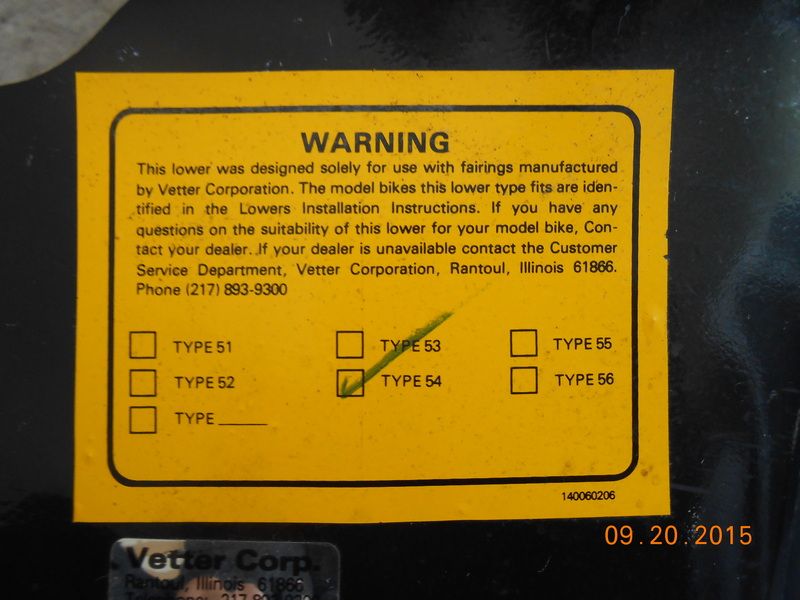 WARNING
This lower was designed solely for use with fairings manufactured
by Vetter Corporation. The model bikes this lower type fits are iden-
tified in the Lowers Installation Instructions. If you have any
questions on the suitability of this lower for your model bike, Con-
tact your dealer. If your dealer is unavailable contact the Customer
Service Department, Vetter Corporation, Rantoul, Illinois 61866.
Phone (217) 893-9300
TYPE 51 TYPE 53 TYPE 55
TYPE 52 TYPE 54 TYPE 56
TYPE
140060206
09.20.2015
Vetter Corp.
Rantoul, Illinois 61866
Telephone: 217